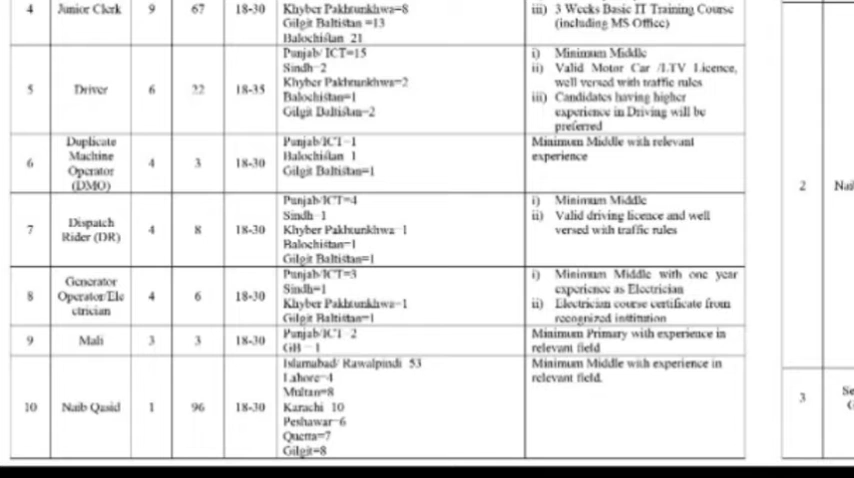 4 Junior Clerk 9 67 18-30
Khyber Pakhtunkhwa=8
Gilgit Baltistan =13
Balochistan 21
iii) 3 Weeks Basic IT Training Course
(including MS Office)
5 Driver 6 22 18-35
Punjab/ ICT=15
Sindh=2
Khyber Pakhtunkhwa=2
Balochistan=1
Gilgit Baltistan=2
i) Minimum Middle
ii) Valid Motor Car /LTV Licence,
well versed with traffic rules
iii) Candidates having higher
experience in Driving will be
preferred
6 Duplicate
Machine
Operator
(DMO)
4 3 18-30
Punjab/ICT=1
Balochistan 1
Gilgit Baltistan=1
Minimum Middle with relevant
experience
7 Dispatch
Rider (DR)
4 8 18-30
Punjab/ICT=4
Sindh=1
Khyber Pakhtunkhwa=1
Balochistan=1
Gilgit Baltistan=1
i) Minimum Middle
ii) Valid driving licence and well
versed with traffic rules
8 Generator
Operator/Ele
ctrician
4 6 18-30
Punjab/ICT=3
Sindh=1
Khyber Pakhtunkhwa=1
Gilgit Baltistan=1
i) Minimum Middle with one year
experience as Electrician
ii) Electrician course certificate from
recognized institution
9 Mali 3 3 18-30
Punjab/ICT=2
GB = 1
Minimum Primary with experience in
relevant field
10 Naib Qasid 1 96 18-30
Islamabad/ Rawalpindi 53
Lahore=4
Multan=8
Karachi 10
Peshawar=6
Quetta=7
Gilgit=8
Minimum Middle with experience in
relevant field.
2
3